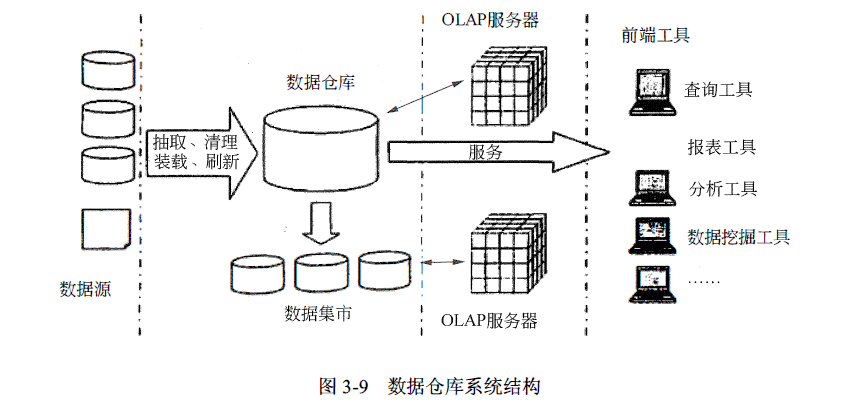 OLAP服务器
前端工具
数据仓库
查询工具
抽取、清理
装载、刷新
服务
报表工具
分析工具
数据挖掘工具
……
数据源
数据集市
OLAP服务器
图 3-9 数据仓库系统结构